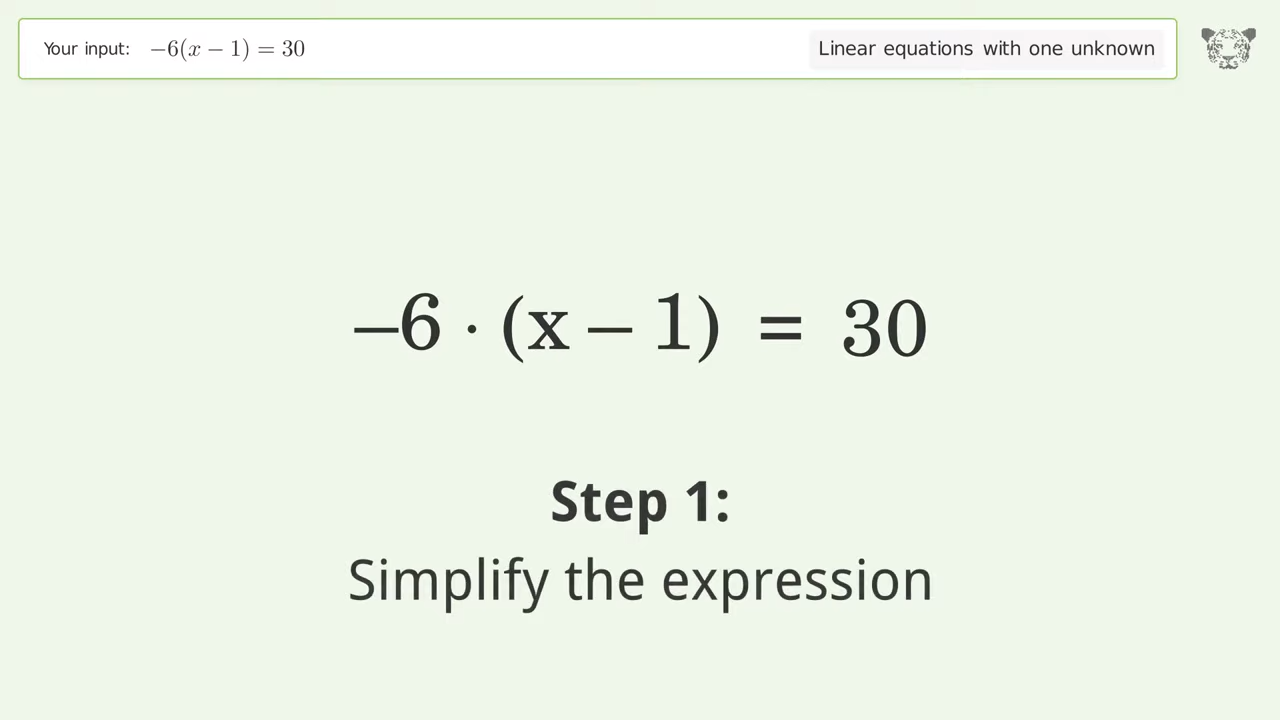 Your input: −6(x − 1) = 30 Linear equations with one unknown
−6 · (x − 1) = 30
Step 1:
Simplify the expression